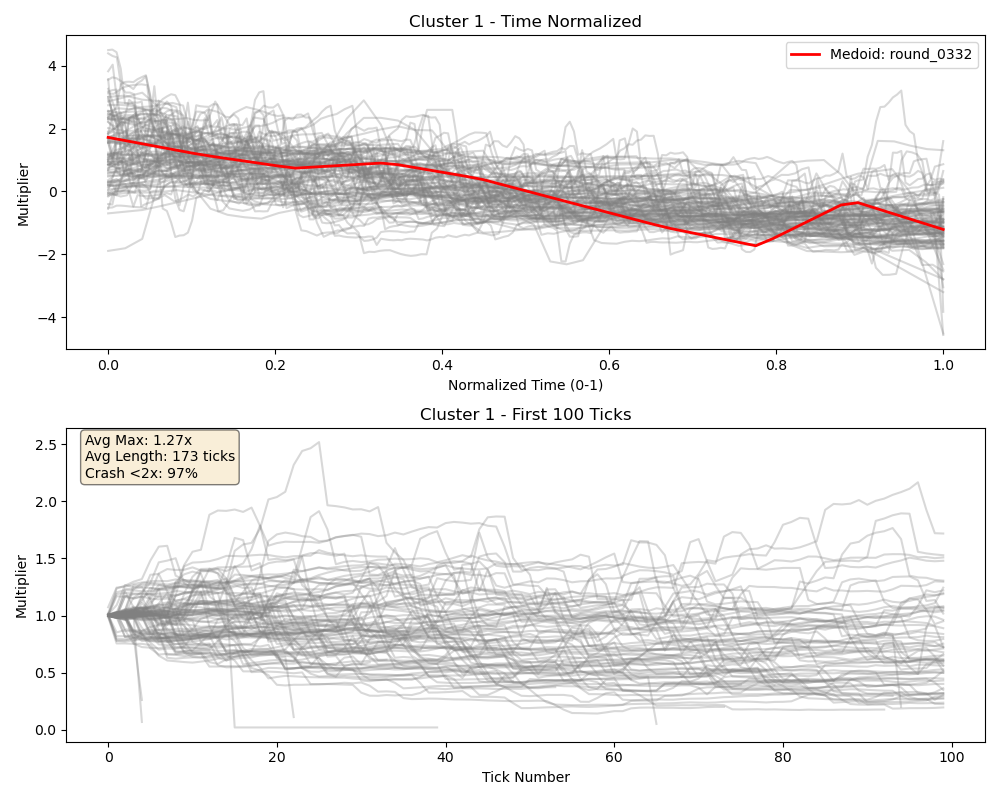 Cluster 1 - Time Normalized
Medoid: round_0332
Multiplier
4
2
0
−2
−4
0.0 0.2 0.4 0.6 0.8 1.0
Normalized Time (0-1)
Cluster 1 - First 100 Ticks
Avg Max: 1.27x
Avg Length: 173 ticks
Crash <2x: 97%
Multiplier
2.5
2.0
1.5
1.0
0.5
0.0
0 20 40 60 80 100
Tick Number